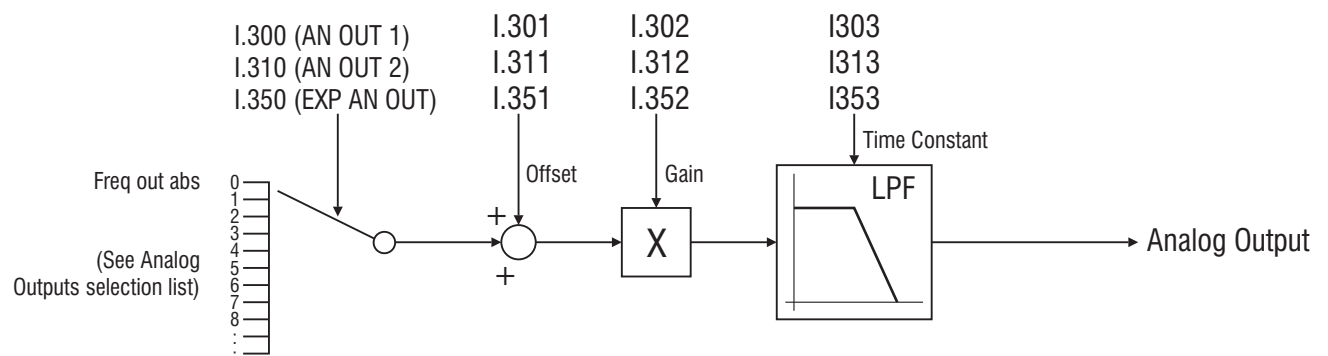 I.300 (AN OUT 1)
I.310 (AN OUT 2)
I.350 (EXP AN OUT)
I.301
I.311
I.351
I.302
I.312
I.352
I303
I313
I353
Time Constant
Offset
Gain
LPF
Freq out abs
(See Analog
Outputs selection list)
0
1
2
3
4
5
6
7
8
:
:
+
+
X
Analog Output